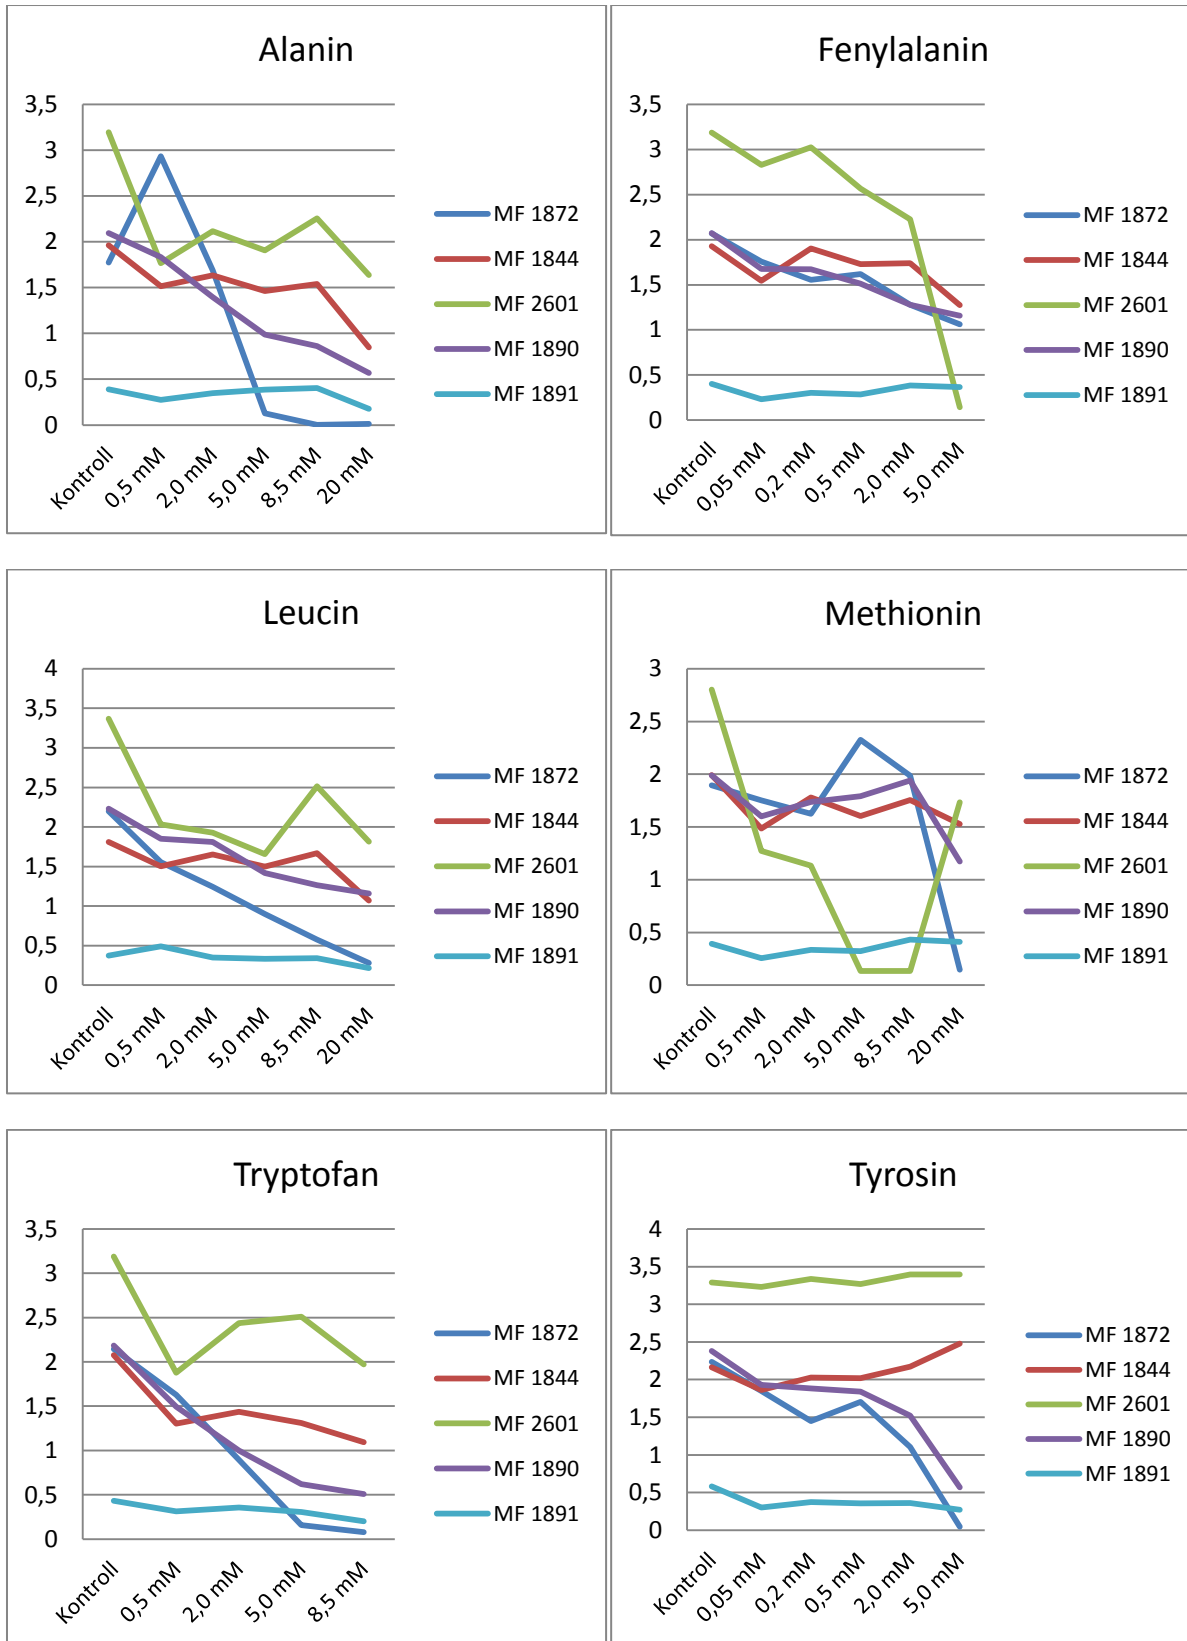 Alanin
3,5
3
2,5
2
1,5
1
0,5
0
Kontroll
0,5 mM
2,0 mM
5,0 mM
8,5 mM
20 mM
MF 1872
MF 1844
MF 2601
MF 1890
MF 1891
Fenylalanin
3,5
3
2,5
2
1,5
1
0,5
0
Kontroll
0,05 mM
0,2 mM
0,5 mM
2,0 mM
5,0 mM
MF 1872
MF 1844
MF 2601
MF 1890
MF 1891
Leucin
4
3,5
3
2,5
2
1,5
1
0,5
0
Kontroll
0,5 mM
2,0 mM
5,0 mM
8,5 mM
20 mM
MF 1872
MF 1844
MF 2601
MF 1890
MF 1891
Methionin
3
2,5
2
1,5
1
0,5
0
Kontroll
0,5 mM
2,0 mM
5,0 mM
8,5 mM
20 mM
MF 1872
MF 1844
MF 2601
MF 1890
MF 1891
Tryptofan
3,5
3
2,5
2
1,5
1
0,5
0
Kontroll
0,5 mM
2,0 mM
5,0 mM
8,5 mM
MF 1872
MF 1844
MF 2601
MF 1890
MF 1891
Tyrosin
4
3,5
3
2,5
2
1,5
1
0,5
0
Kontroll
0,05 mM
0,2 mM
0,5 mM
2,0 mM
5,0 mM
MF 1872
MF 1844
MF 2601
MF 1890
MF 1891